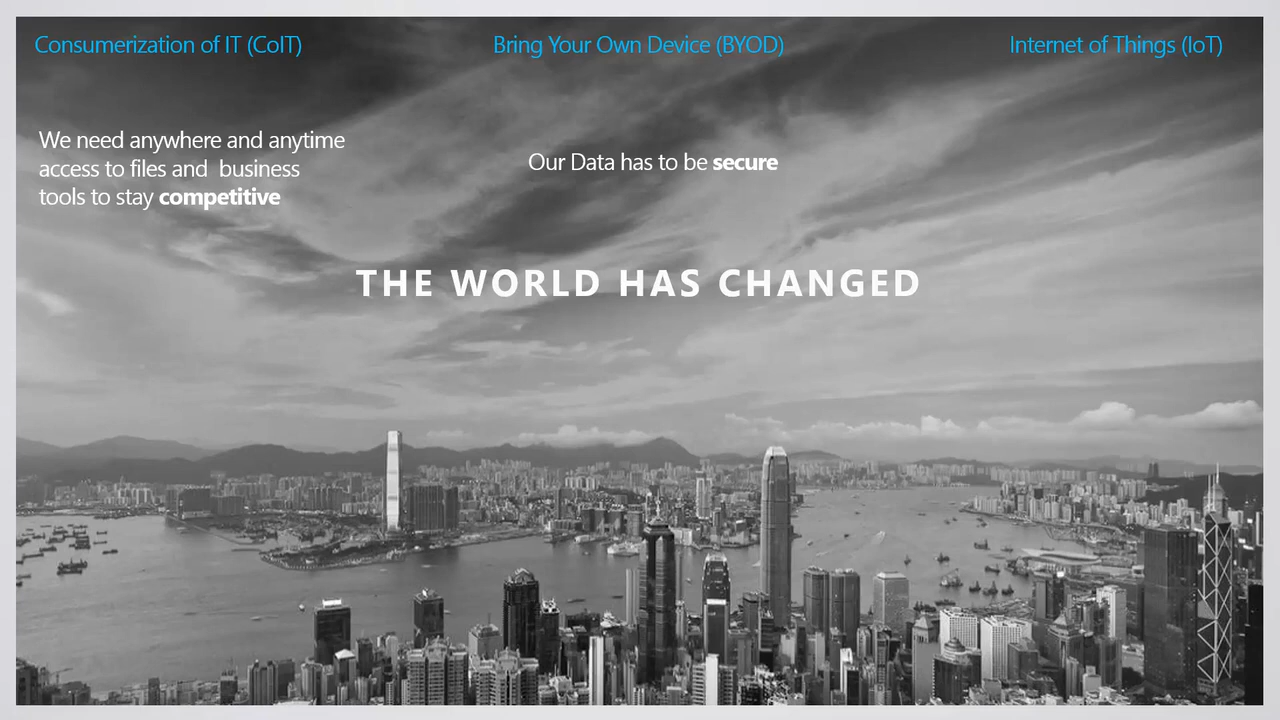 Consumerization of IT (CoIT)
Bring Your Own Device (BYOD)
Internet of Things (IoT)
We need anywhere and anytime
access to files and  business
tools to stay competitive
Our Data has to be secure
THE WORLD HAS CHANGED